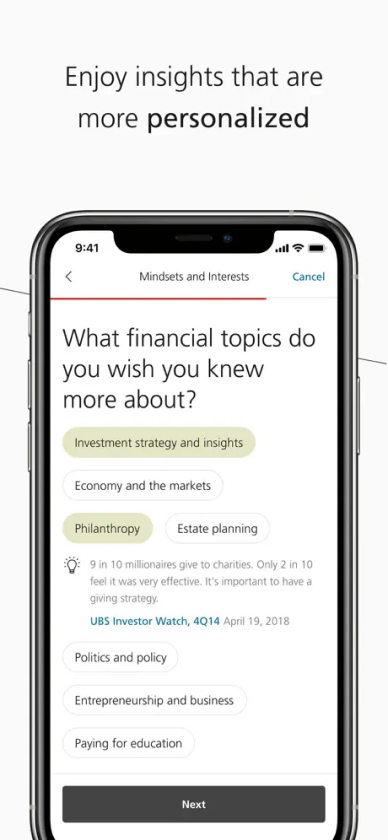 Enjoy insights that are
more personalized
9:41
Mindsets and Interests
Cancel
What financial topics do
you wish you knew
more about?
Investment strategy and insights
Economy and the markets
Philanthropy
Estate planning
9 in 10 millionaires give to charities. Only 2 in 10
feel it was very effective. It's important to have a
giving strategy.
UBS Investor Watch, 4Q14 April 19, 2018
Politics and policy
Entrepreneurship and business
Paying for education
Next